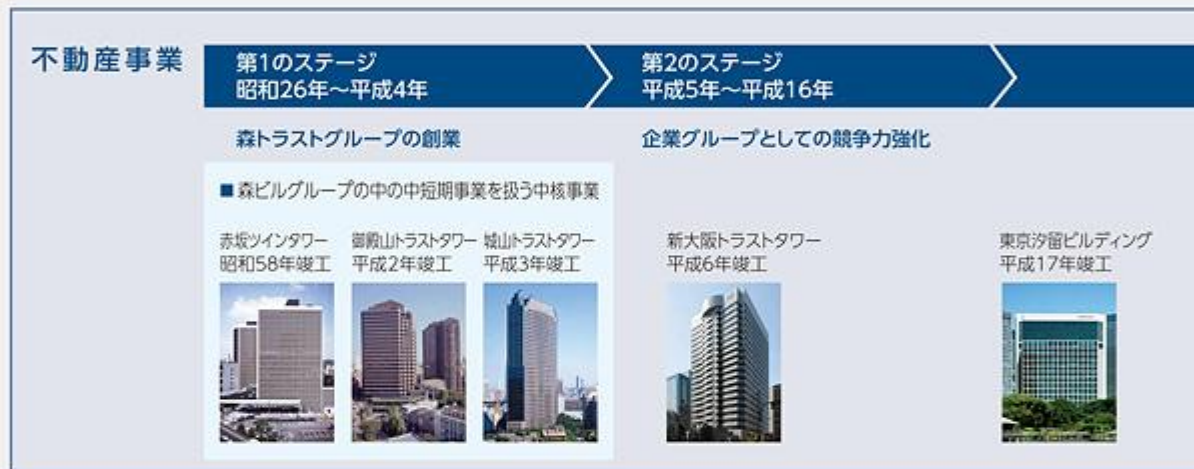 不動産事業
第1のステージ
昭和26年～平成4年
第2のステージ
平成5年～平成16年
森トラストグループの創業
企業グループとしての競争力強化
■森ビルグループの中の中短期事業を扱う中核事業
赤坂ツインタワー
昭和58年竣工
御殿山トラストタワー
平成2年竣工
城山トラストタワー
平成3年竣工
新大阪トラストタワー
平成6年竣工
東京汐留ビルディング
平成17年竣工